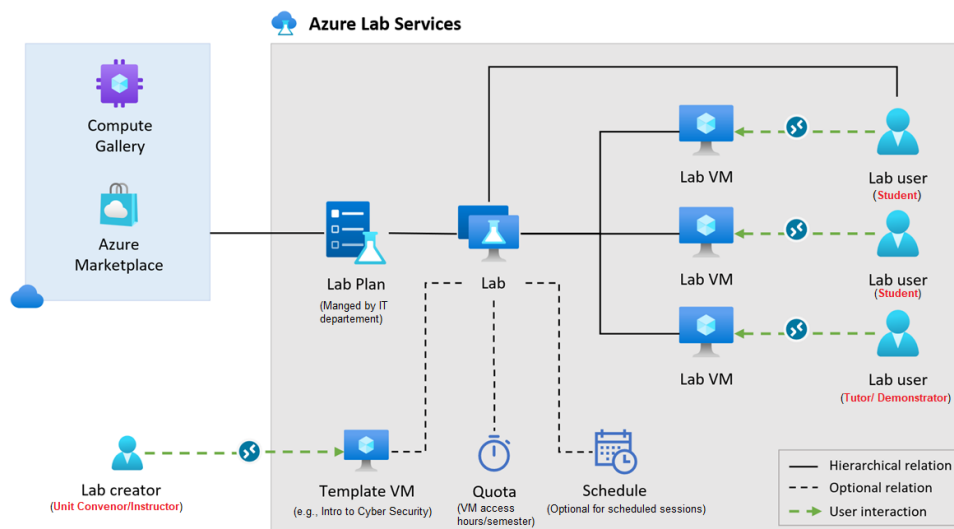 Azure Lab Services
Compute
Gallery
Azure
Marketplace
Lab Plan
(Manged by IT
departement)
Lab
Lab VM
Lab user
(Student)
Lab VM
Lab user
(Student)
Lab VM
Lab user
(Tutor/ Demonstrator)
Lab creator
(Unit Convenor/Instructor)
Template VM
(e.g., Intro to Cyber Security)
Quota
(VM access
hours/semester)
Schedule
(Optional for scheduled sessions)
Hierarchical relation
Optional relation
User interaction